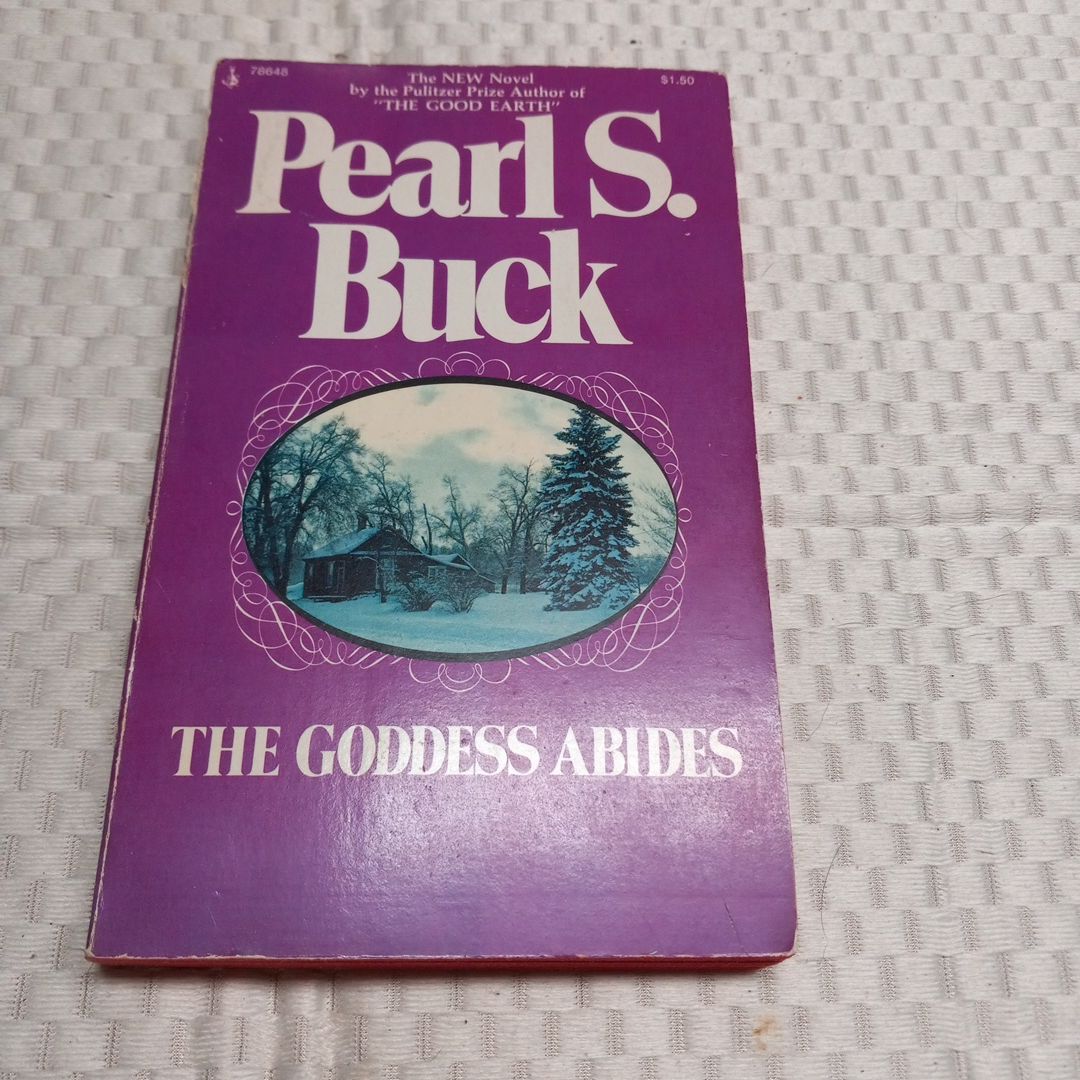 78648
$1.50
The NEW Novel
by the Pulitzer Prize Author of
"THE GOOD EARTH"
Pearl S.
Buck
THE GODDESS ABIDES